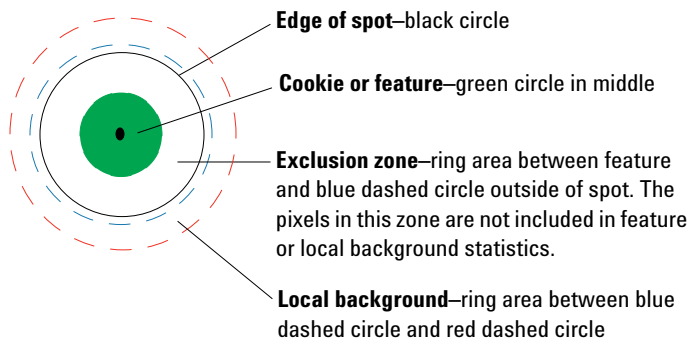 Edge of spot–black circle
Cookie or feature–green circle in middle
Exclusion zone–ring area between feature
and blue dashed circle outside of spot. The
pixels in this zone are not included in feature
or local background statistics.
Local background–ring area between blue
dashed circle and red dashed circle